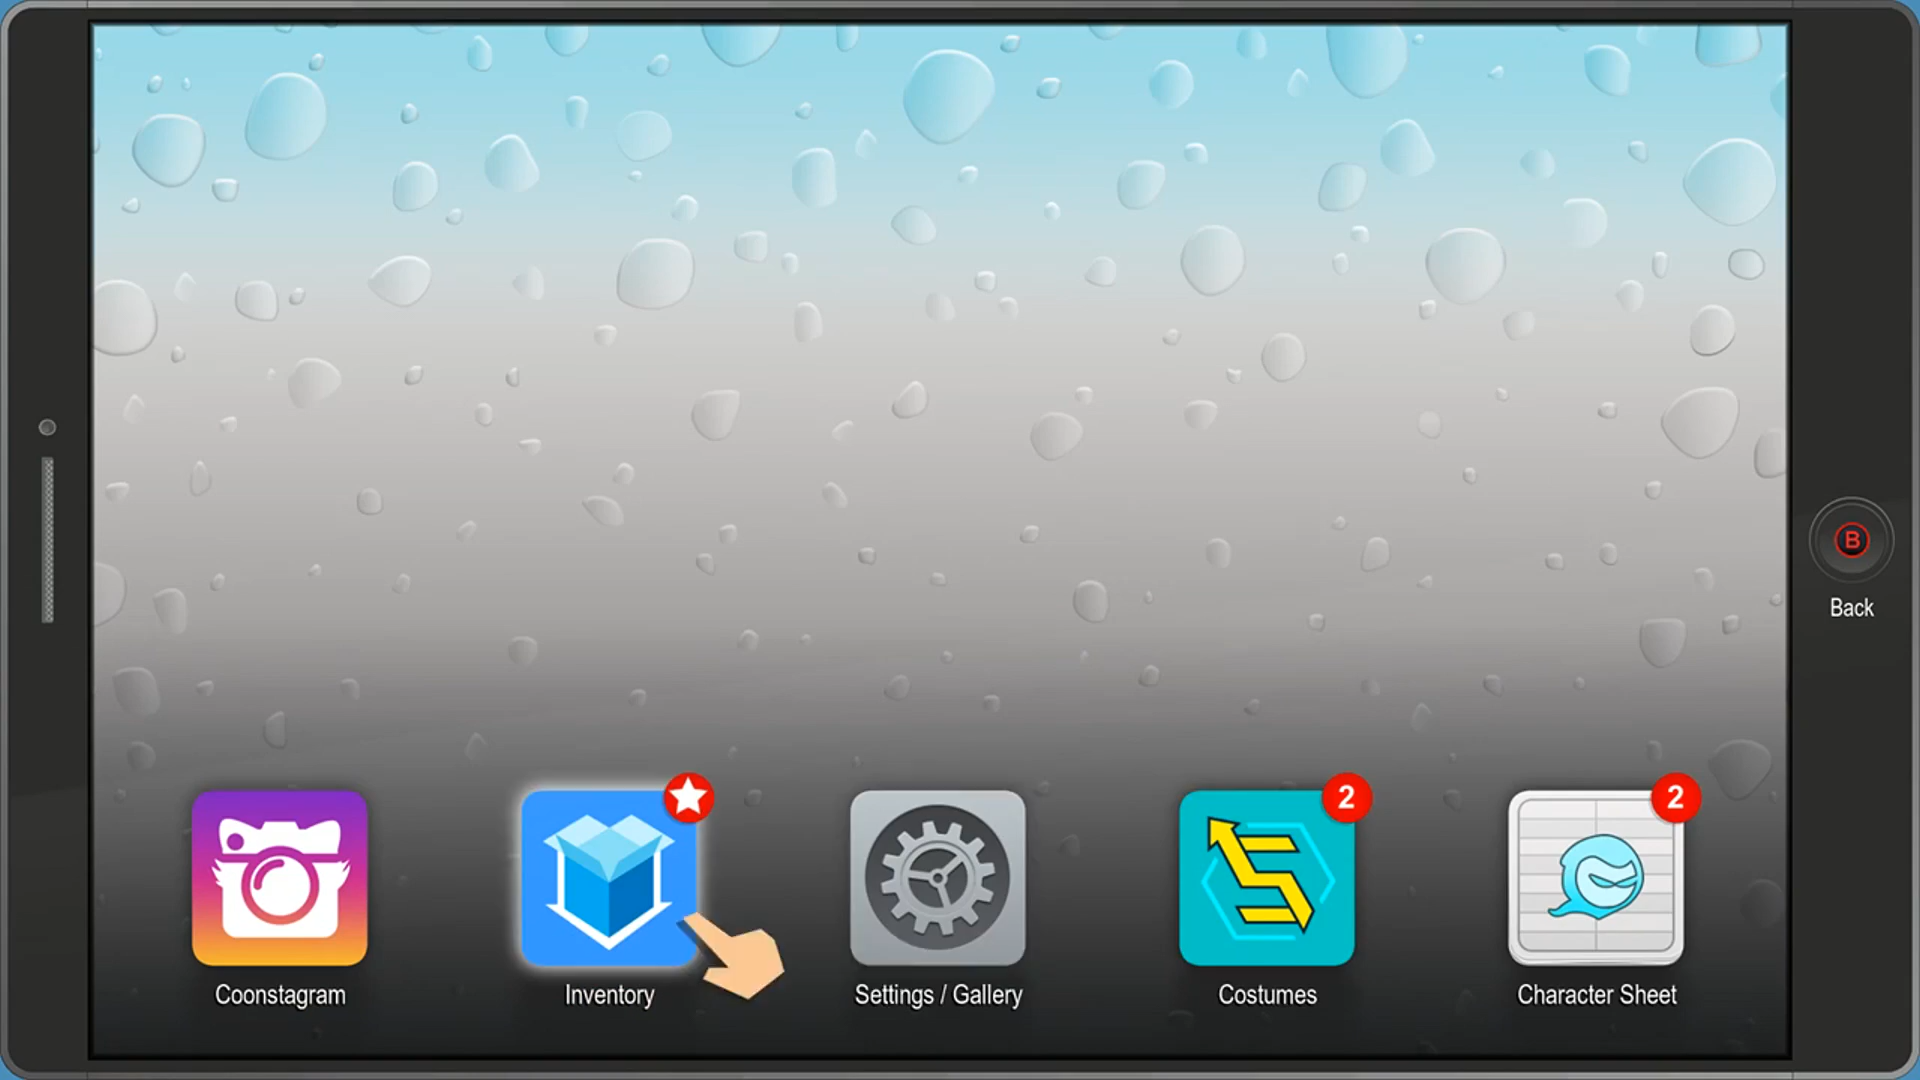 B
Back
2
2
Coonstagram
Inventory
Settings / Gallery
Costumes
Character Sheet